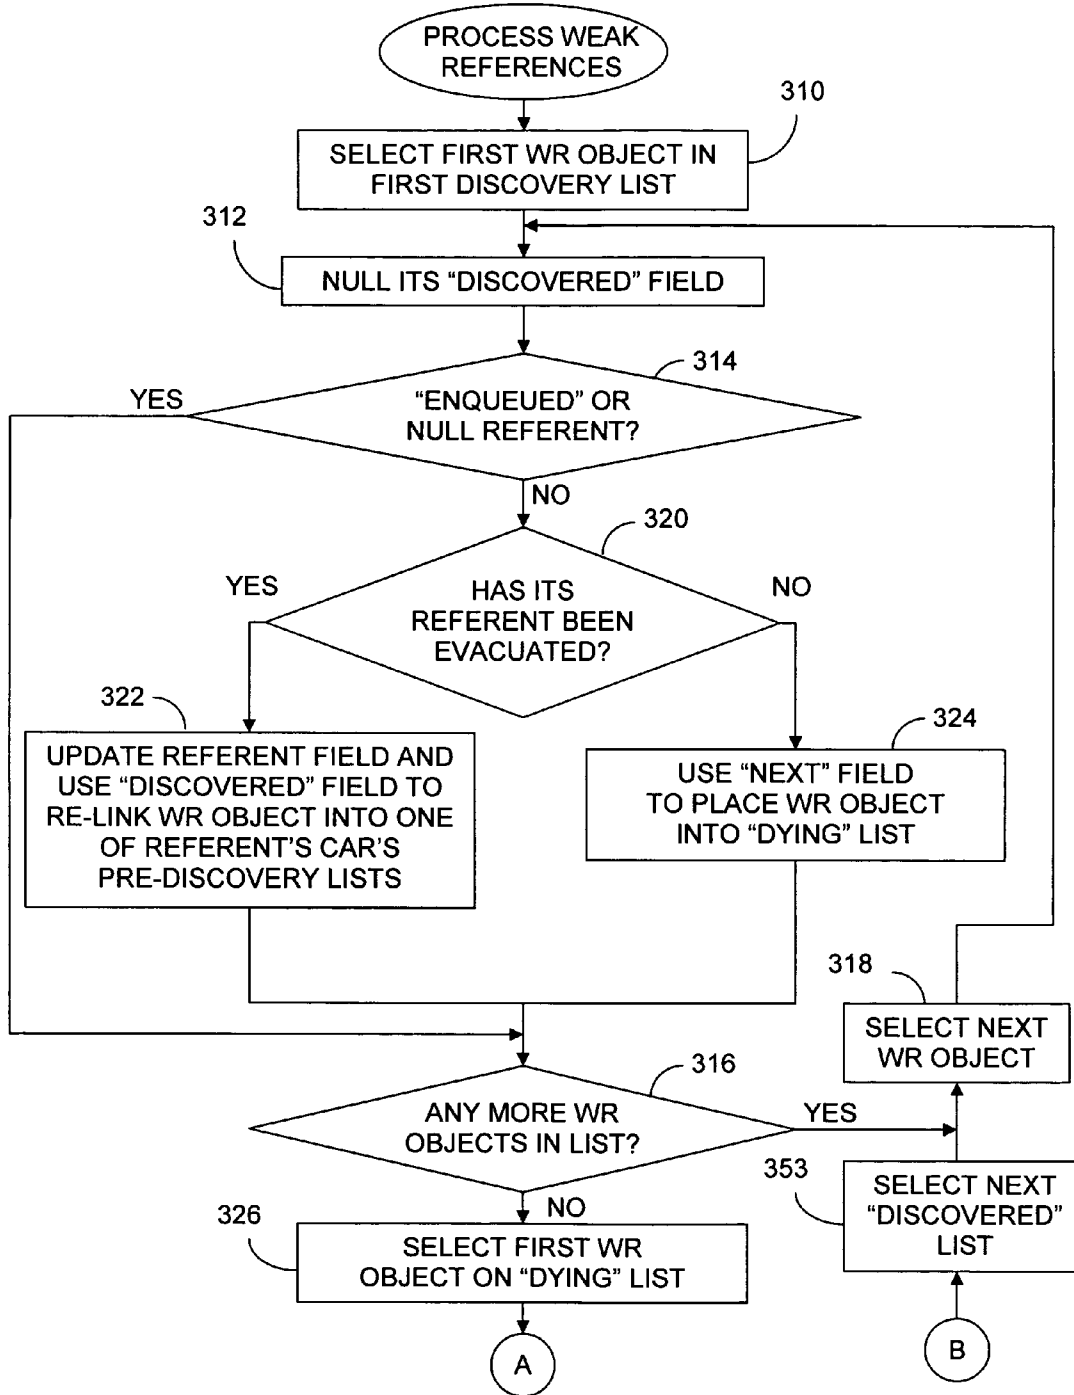 PROCESS WEAK
REFERENCES
310
SELECT FIRST WR OBJECT IN
FIRST DISCOVERY LIST
312
NULL ITS “DISCOVERED” FIELD
314
YES
“ENQUEUED” OR
NULL REFERENT?
NO
320
YES
HAS ITS
REFERENT BEEN
EVACUATED?
NO
322
UPDATE REFERENT FIELD AND
USE “DISCOVERED” FIELD TO
RE-LINK WR OBJECT INTO ONE
OF REFERENT’S CAR’S
PRE-DISCOVERY LISTS
324
USE “NEXT” FIELD
TO PLACE WR OBJECT
INTO “DYING” LIST
318
SELECT NEXT
WR OBJECT
316
ANY MORE WR
OBJECTS IN LIST?
YES
NO
353
SELECT NEXT
“DISCOVERED”
LIST
326
SELECT FIRST WR
OBJECT ON “DYING” LIST
A
B